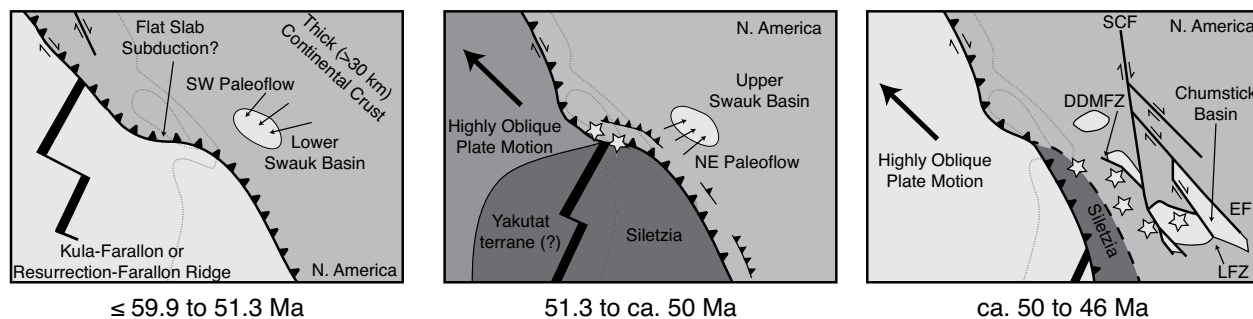 Flat Slab
Subduction?
Thick (>30 km)
Continental Crust
SW Paleoflow
Lower
Swauk Basin
Kula-Farallon or
Resurrection-Farallon Ridge
N. America
≤ 59.9 to 51.3 Ma
N. America
Upper
Swauk Basin
Highly Oblique
Plate Motion
NE Paleoflow
Yakutat
terrane (?)
Siletzia
51.3 to ca. 50 Ma
SCF
N. America
DDMFZ
Chumstick
Basin
Highly Oblique
Plate Motion
Siletzia
EF
LFZ
ca. 50 to 46 Ma